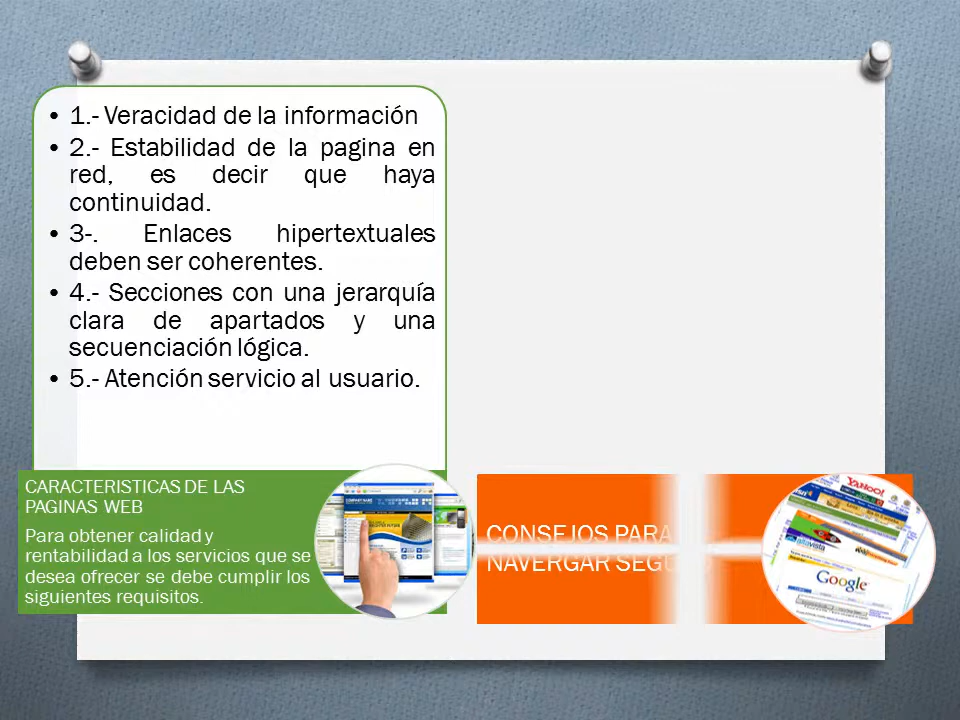 • 1.- Veracidad de la información
• 2.- Estabilidad de la pagina en
red, es decir que haya
continuidad.
• 3-. Enlaces hipertextuales
deben ser coherentes.
• 4.- Secciones con una jerarquía
clara de apartados y una
secuenciación lógica.
• 5.- Atención servicio al usuario.
CARACTERISTICAS DE LAS
PAGINAS WEB
Para obtener calidad y
rentabilidad a los servicios que se
desea ofrecer se debe cumplir los
siguientes requisitos.
CONSEJOS PARA
NAVERGAR SEGU
YAHOO!
altavista
Google